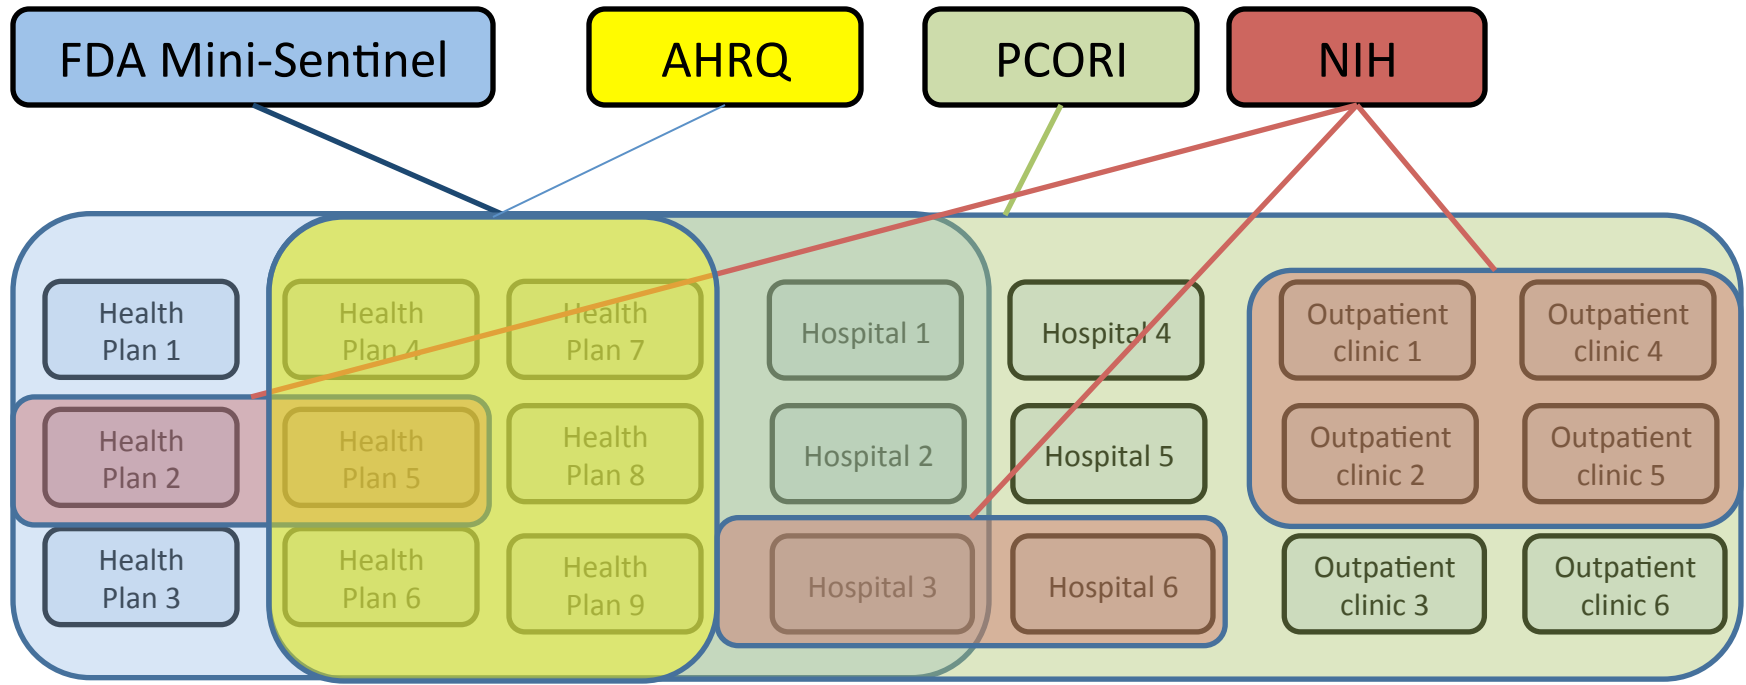 FDA Mini-Sentinel
AHRQ
PCORI
NIH
Health
Plan 1
Health
Plan 4
Health
Plan 7
Hospital 1
Hospital 4
Outpatient
clinic 1
Outpatient
clinic 4
Health
Plan 2
Health
Plan 5
Health
Plan 8
Hospital 2
Hospital 5
Outpatient
clinic 2
Outpatient
clinic 5
Health
Plan 3
Health
Plan 6
Health
Plan 9
Hospital 3
Hospital 6
Outpatient
clinic 3
Outpatient
clinic 6